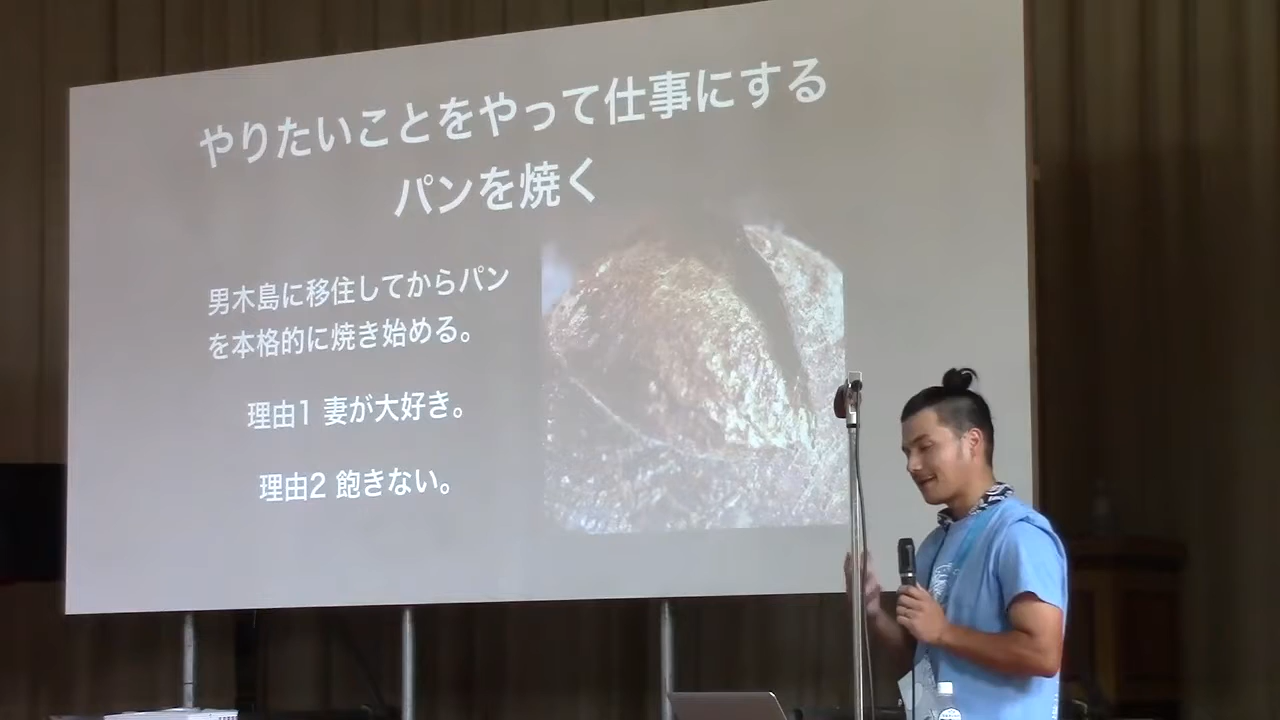 やりたいことをやって仕事にする
パンを焼く
男木島に移住してからパン
を本格的に焼き始める。
理由1 妻が大好き。
理由2 飽きない。